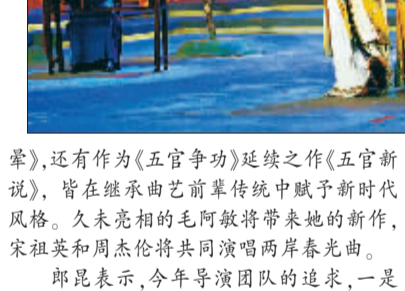 晕》,还有作为《五官争功》延续之作《五官新
说》，皆在继承曲艺前辈传统中赋予新时代
风格。久未亮相的毛阿敏将带来她的新作,
宋祖英和周杰伦将共同演唱两岸春光曲。
郎昆表示,今年导演团队的追求,一是